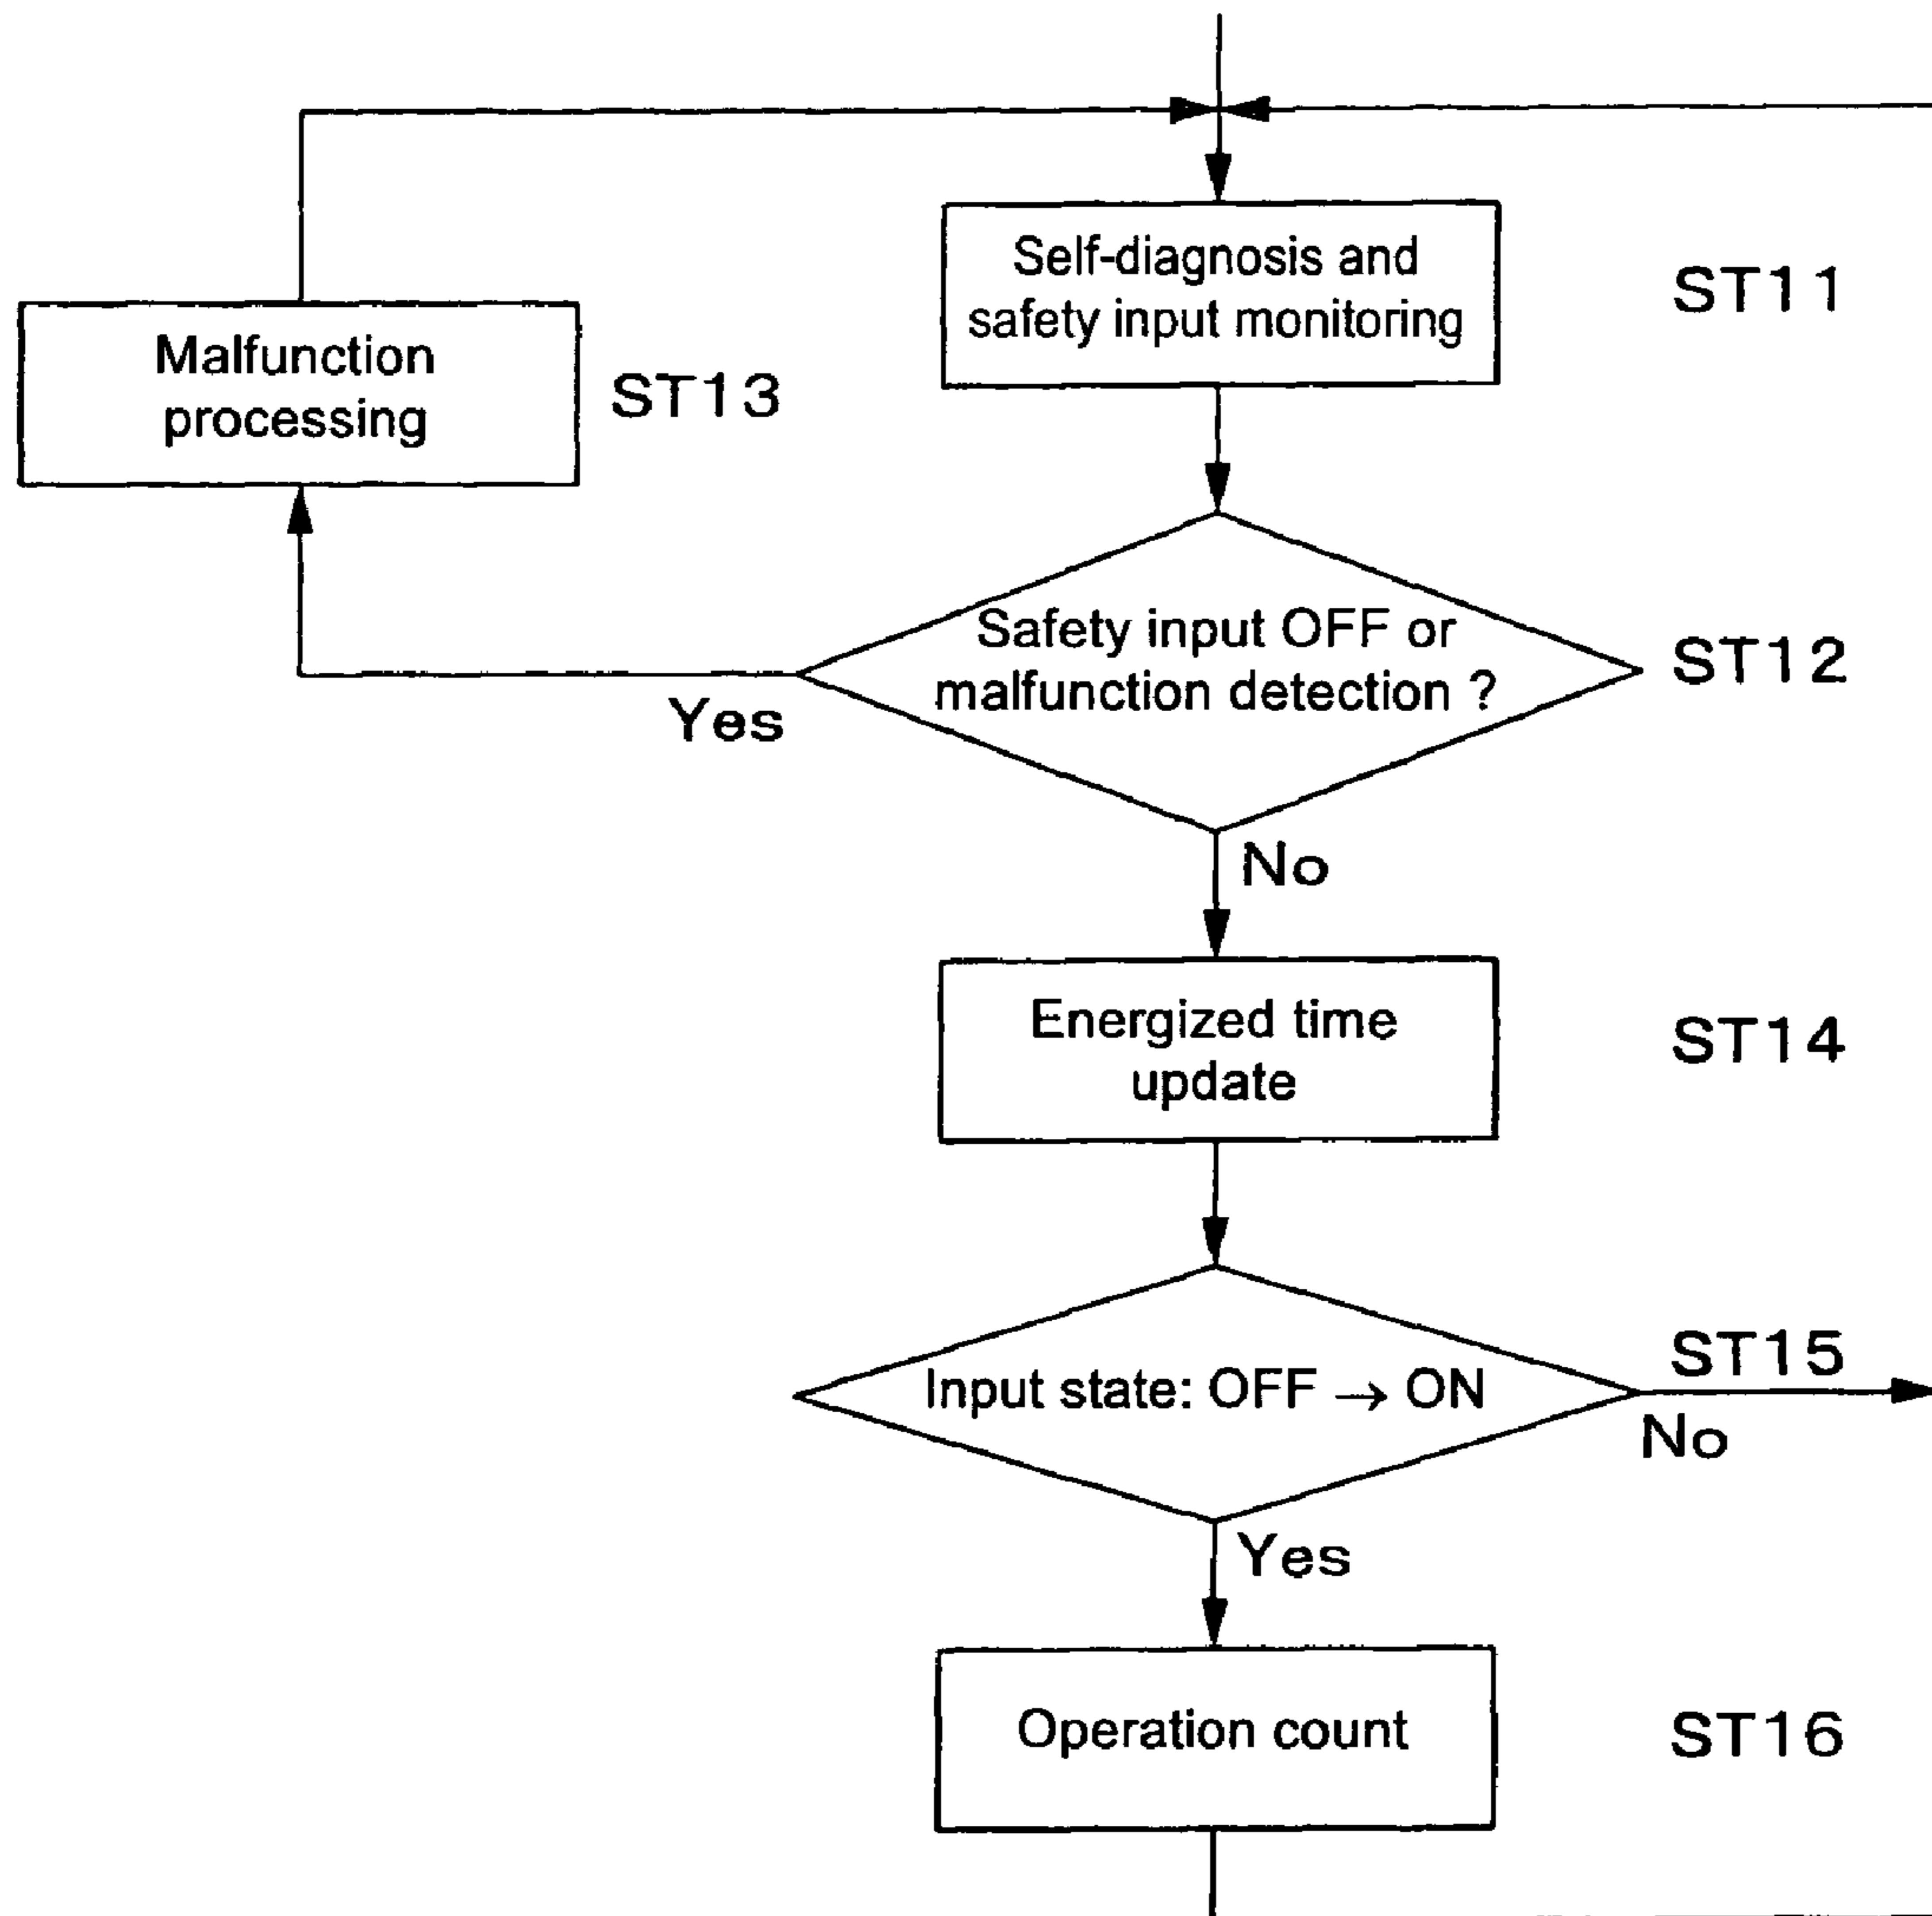 Self-diagnosis and
safety input monitoring
ST11
Malfunction
processing
ST13
Safety input OFF or
malfunction detection ?
ST12
Yes
No
Energized time
update
ST14
Input state: OFF → ON
ST15
No
Yes
Operation count
ST16